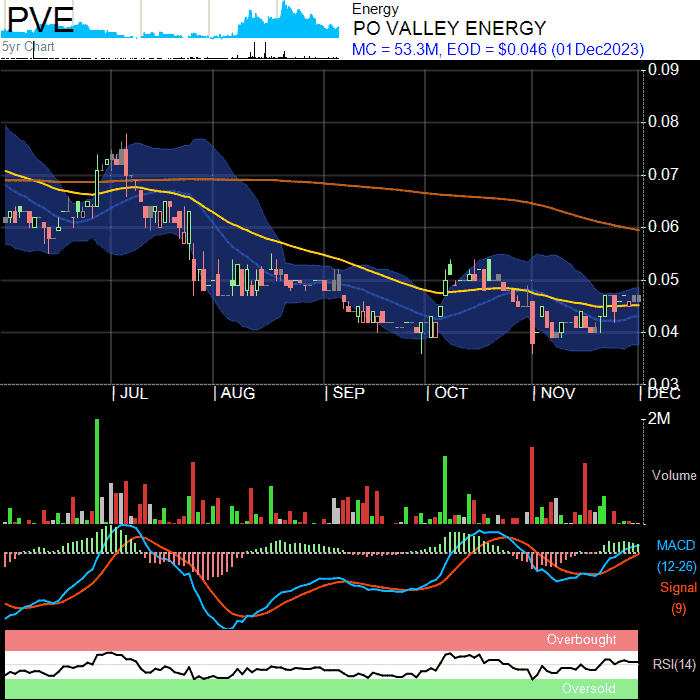 PVE
5yr Chart
Energy
PO VALLEY ENERGY
MC = 53.3M, EOD = $0.046 (01Dec2023)
0.09
0.08
0.07
0.06
0.05
0.04
0.03
JUL
AUG
SEP
OCT
NOV
DEC
2M
Volume
MACD
(12-26)
Signal
(9)
Overbought
RSI(14)
Oversold